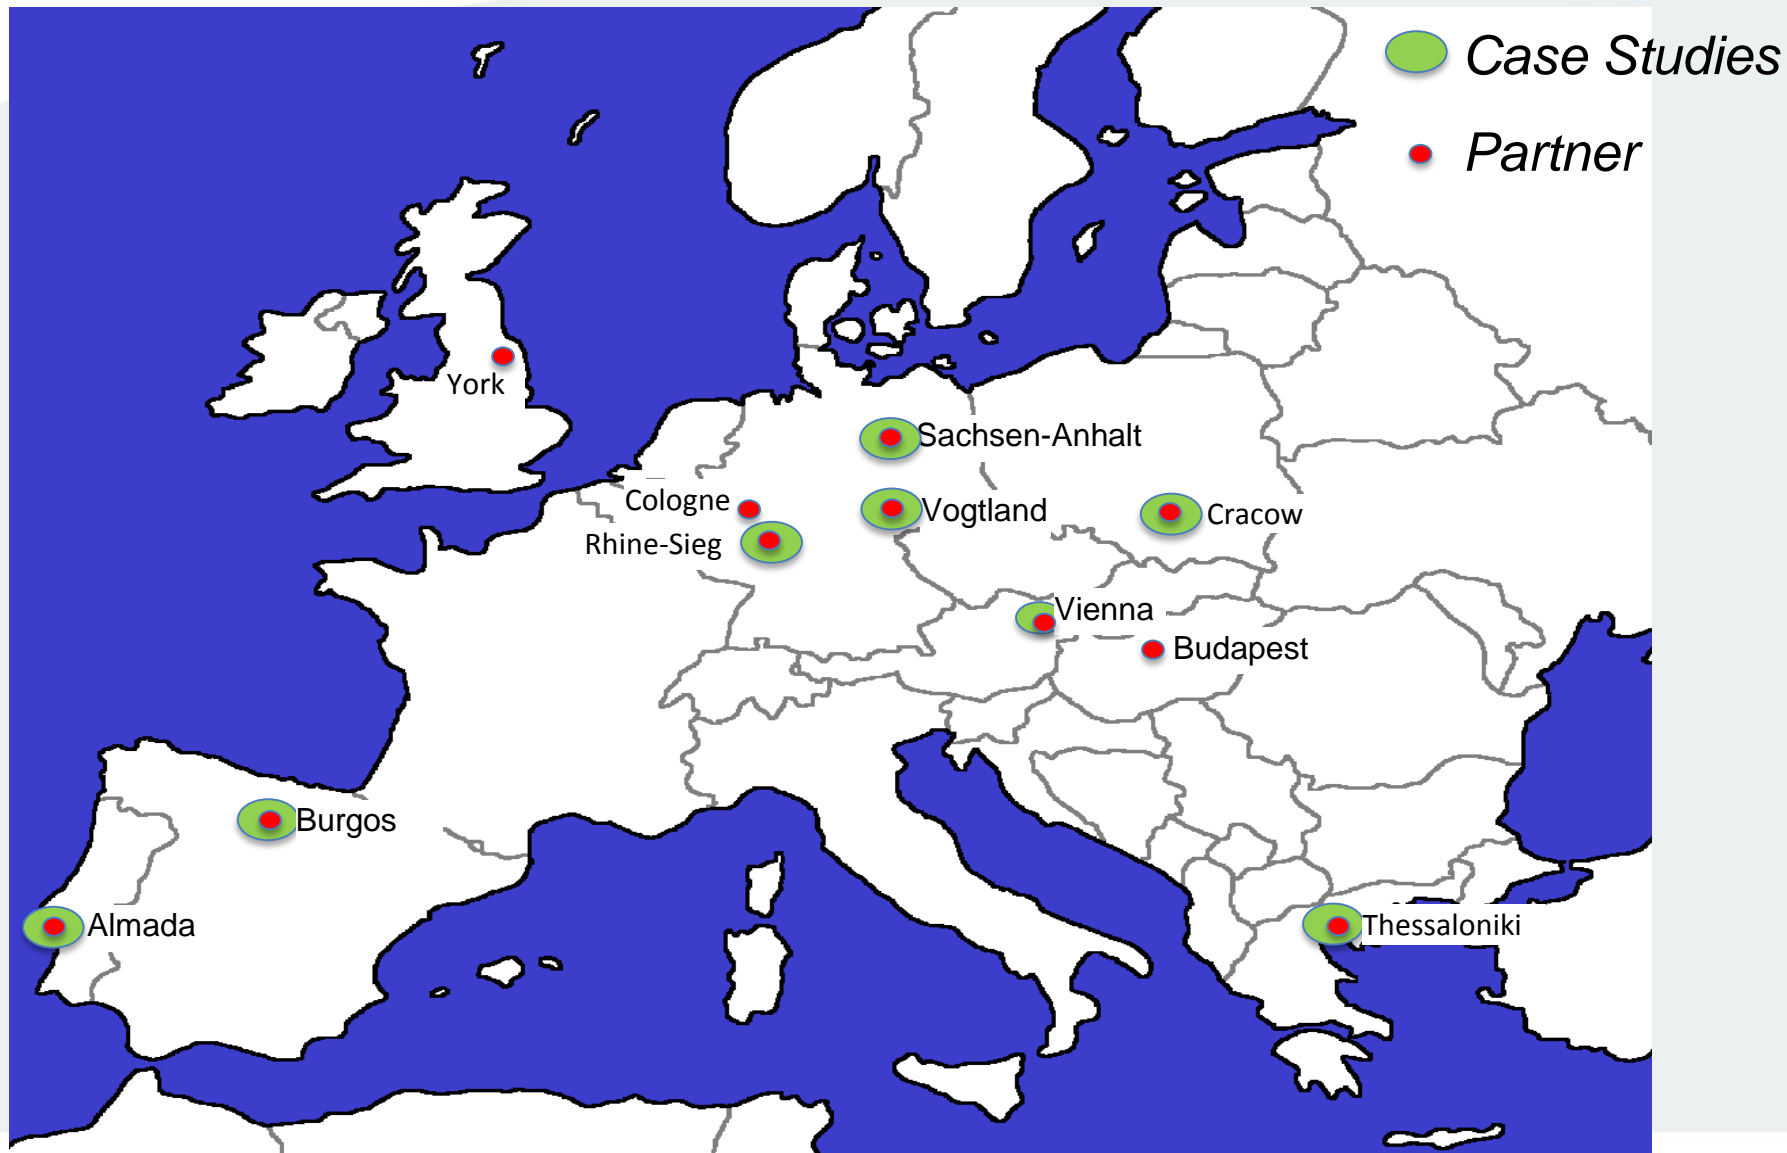 Case Studies
Partner
York
Sachsen-Anhalt
Cologne
Vogtland
Cracow
Rhine-Sieg
Vienna
Budapest
Burgos
Almada
Thessaloniki